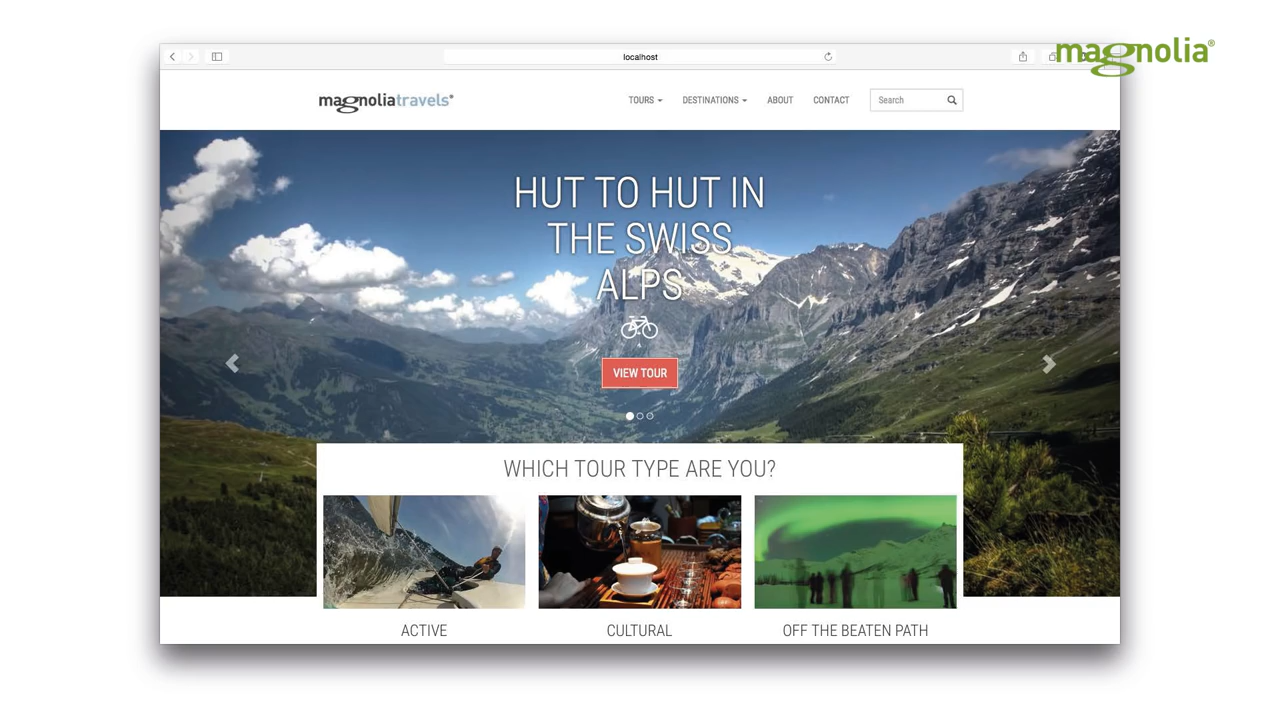 localhost
magnolia®
magnoliatravels®
TOURS
DESTINATIONS
ABOUT
CONTACT
Search
HUT TO HUT IN
THE SWISS
ALPS
VIEW TOUR
WHICH TOUR TYPE ARE YOU?
ACTIVE
CULTURAL
OFF THE BEATEN PATH